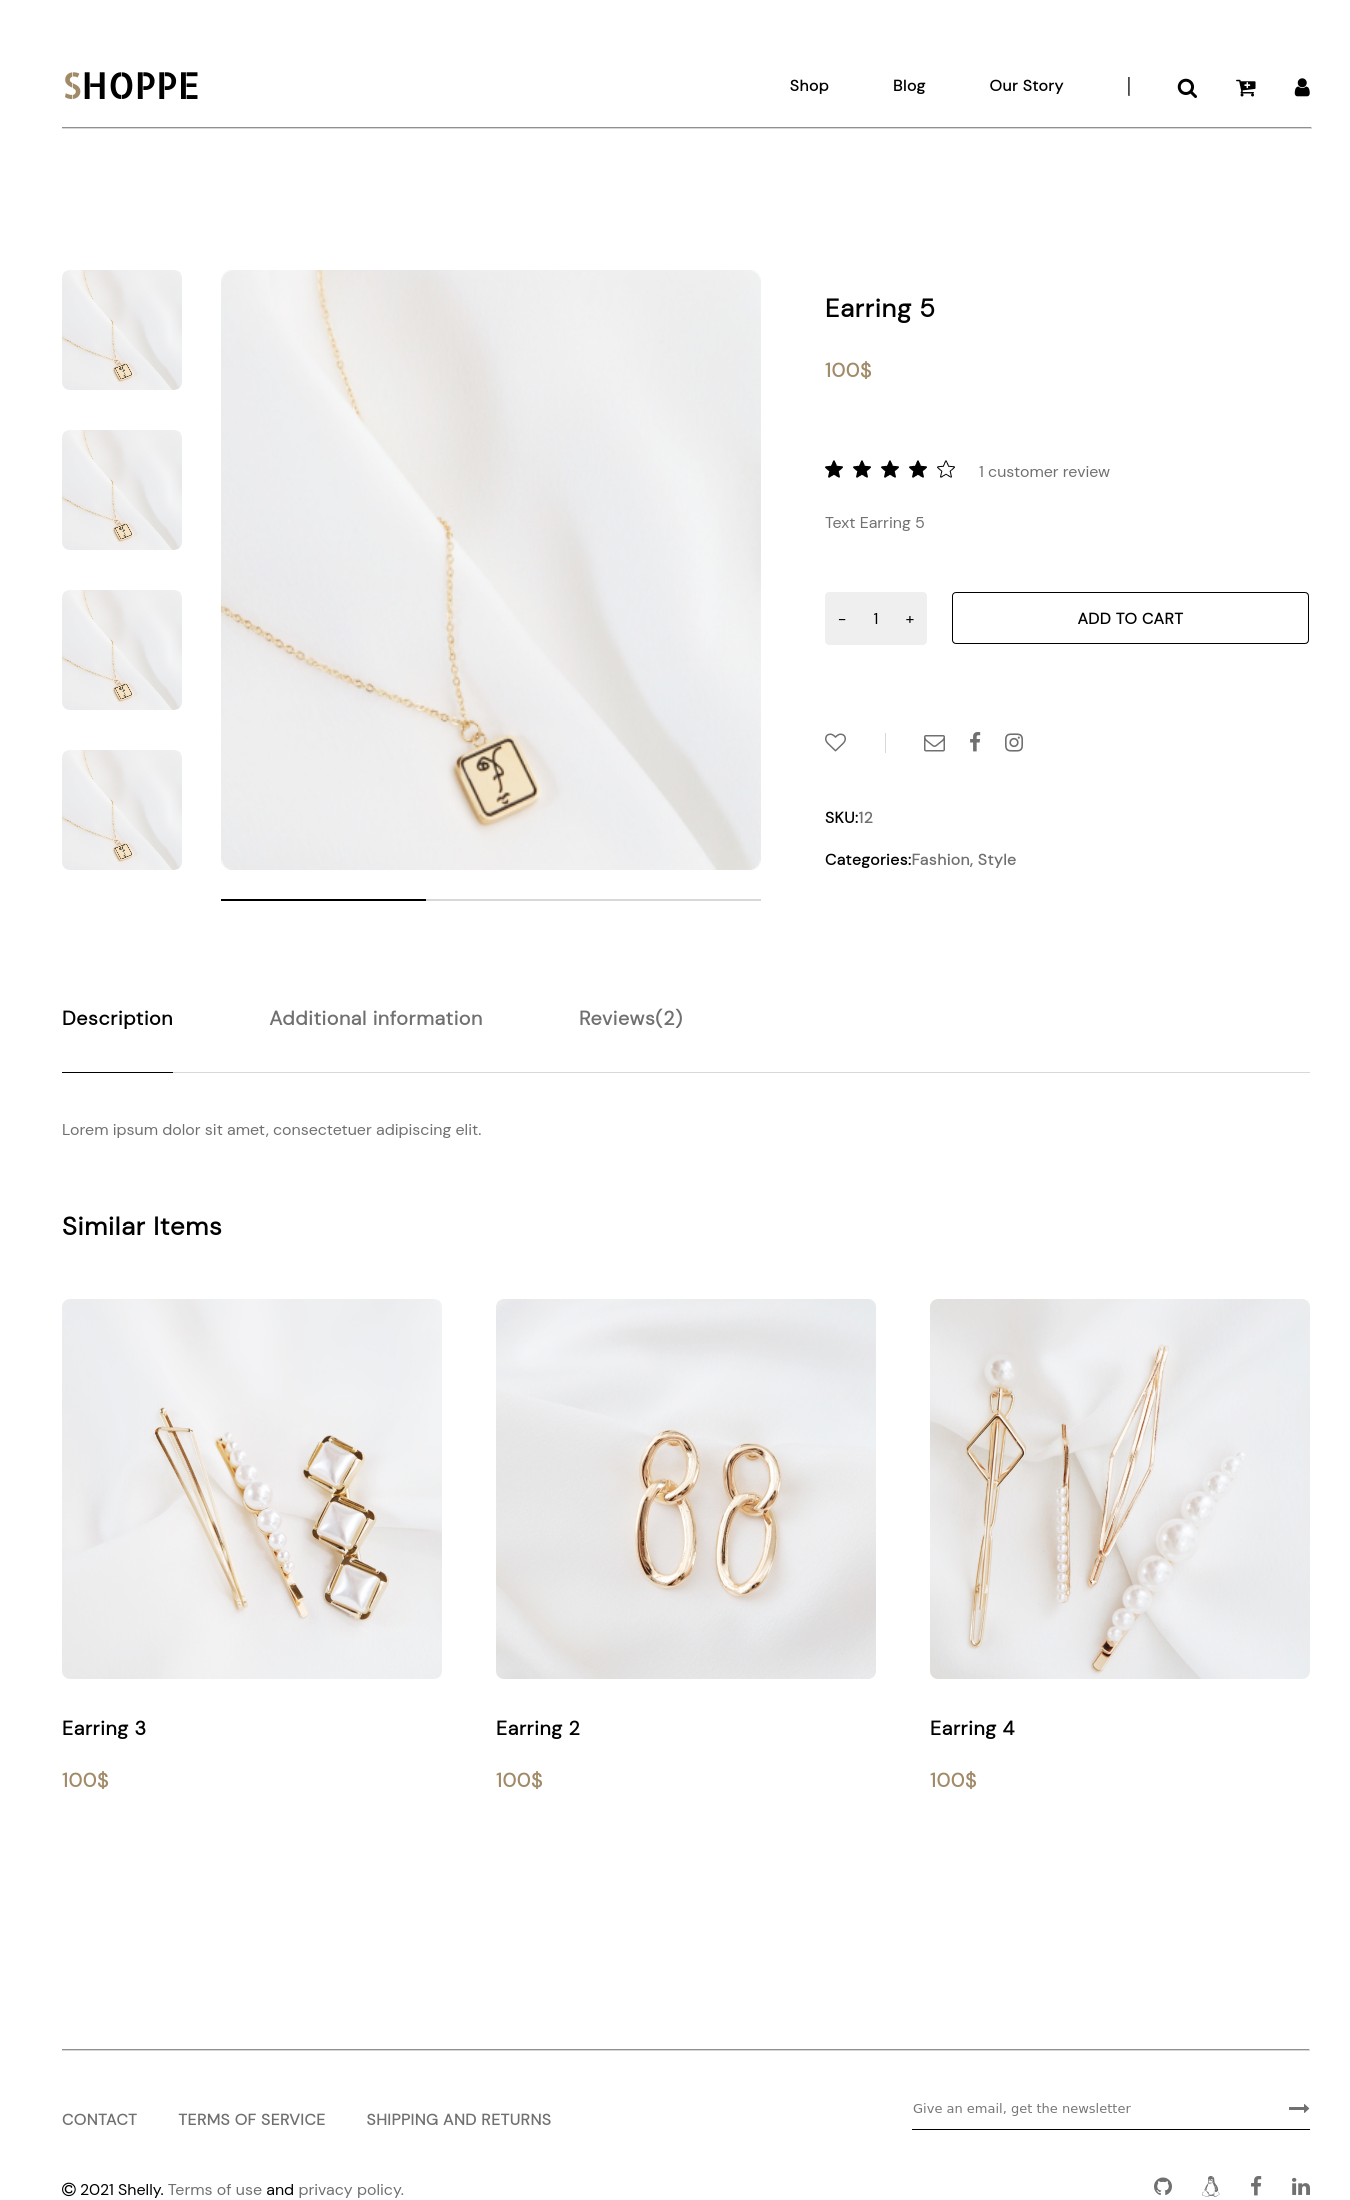 SHOPPE
Shop
Blog
Our Story
Earring 5
100$
1 customer review
Text Earring 5
- 1 +
ADD TO CART
SKU:12
Categories:Fashion, Style
Description
Additional information
Reviews(2)
Lorem ipsum dolor sit amet, consectetuer adipiscing elit.
Similar Items
Earring 3
100$
Earring 2
100$
Earring 4
100$
CONTACT
TERMS OF SERVICE
SHIPPING AND RETURNS
Give an email, get the newsletter
© 2021 Shelly. Terms of use and privacy policy.